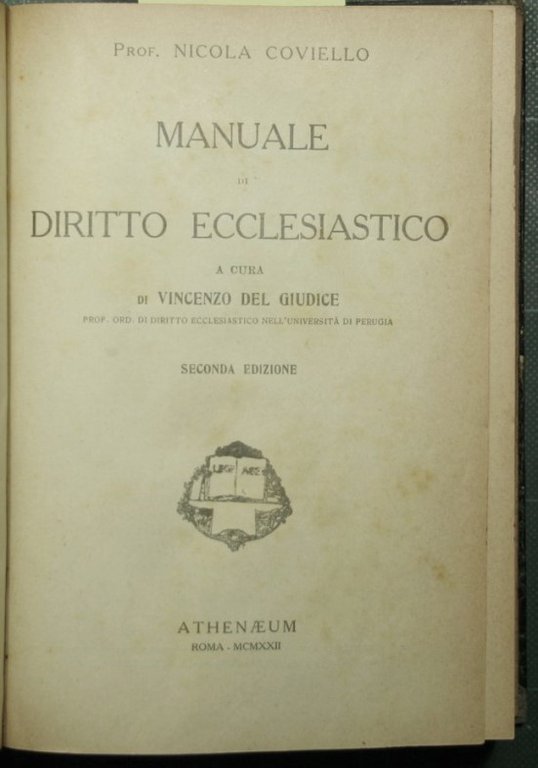 PROF. NICOLA COVIELLO
MANUALE
DI
DIRITTO ECCLESIASTICO
A CURA
DI VINCENZO DEL GIUDICE
PROF. ORD. DI DIRITTO ECCLESIASTICO NELL'UNIVERSITÀ DI PERUGIA
SECONDA EDIZIONE
ATHENÆUM
ROMA - MCMXXII